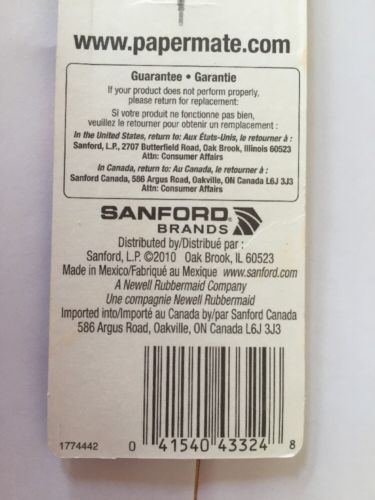 www.papermate.com
Guarantee • Garantie
If your product does not perform properly,
please return for replacement:
Si votre produit ne fonctionne pas bien,
veuillez le retourner pour obtenir un remplacement :
In the United States, return to: Aux États-Unis, le retourner à :
Sanford, L.P., 2707 Butterfield Road, Oak Brook, Illinois 60523
Attn: Consumer Affairs
In Canada, return to: Au Canada, le retourner à :
Sanford Canada, 586 Argus Road, Oakville, ON Canada L6J 3J3
Attn: Consumer Affairs
SANFORD®
BRANDS
Distributed by/Distribué par :
Sanford, L.P. ©2010 Oak Brook, IL 60523
Made in Mexico/Fabriqué au Mexique www.sanford.com
A Newell Rubbermaid Company
Une compagnie Newell Rubbermaid
Imported into/Importé au Canada by/par Sanford Canada
586 Argus Road, Oakville, ON Canada L6J 3J3
1774442 0 41540 43324 8